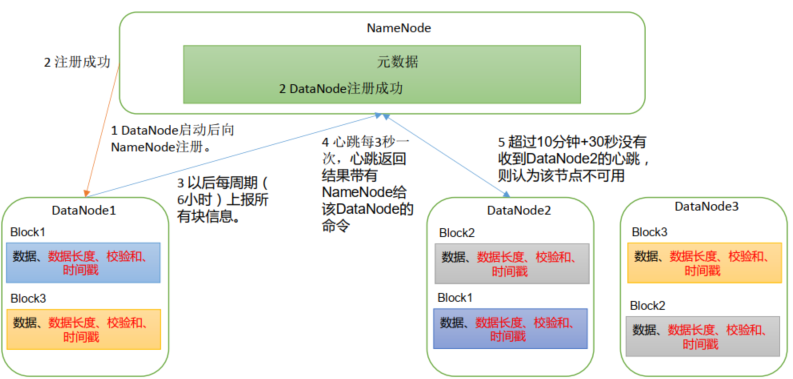 NameNode
元数据
2 DataNode注册成功
2 注册成功
1 DataNode启动后向
NameNode注册。
3 以后每周期（
6小时）上报所
有块信息。
4 心跳每3秒一
次，心跳返回
结果带有
NameNode给
该DataNode的
命令
5 超过10分钟+30秒没有
收到DataNode2的心跳，
则认为该节点不可用
DataNode1
Block1
数据、数据长度、校验和、
时间戳
Block3
数据、数据长度、校验和、
时间戳
DataNode2
Block2
数据、数据长度、校验和、
时间戳
Block1
数据、数据长度、校验和、
时间戳
DataNode3
Block3
数据、数据长度、校验和、
时间戳
Block2
数据、数据长度、校验和、
时间戳